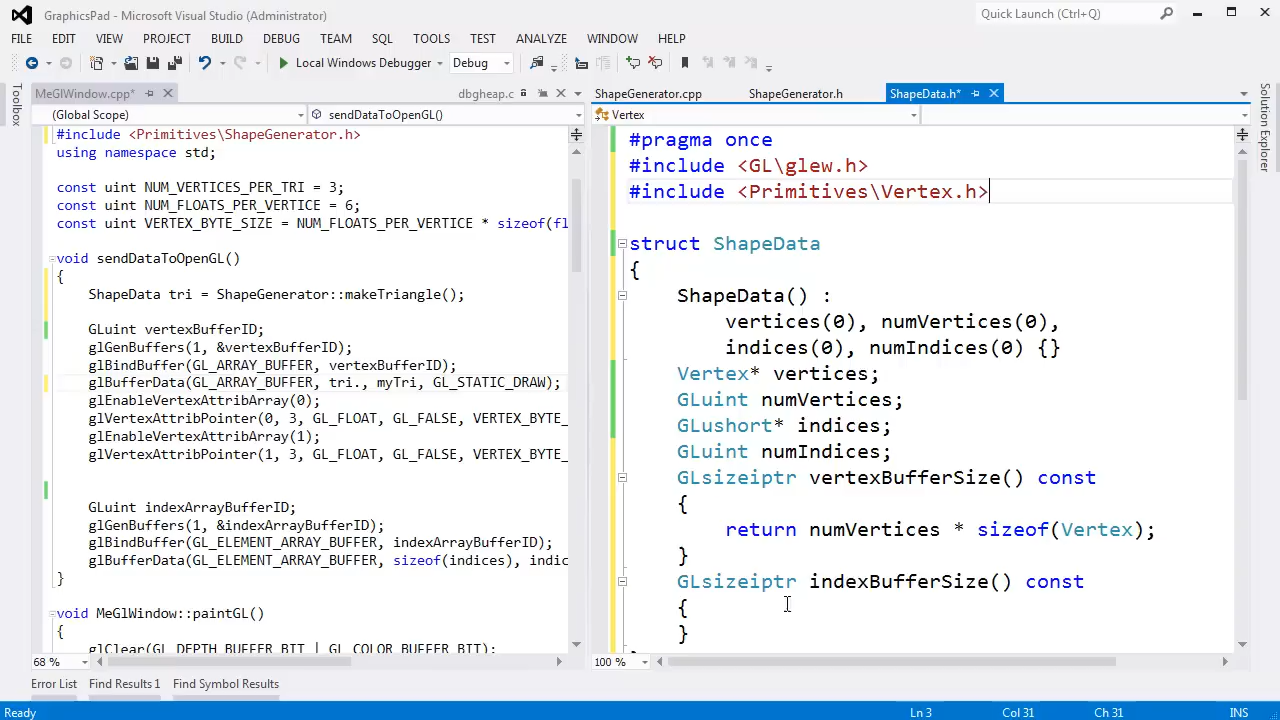 GraphicsPad - Microsoft Visual Studio (Administrator)
Quick Launch (Ctrl+Q)
FILE EDIT VIEW PROJECT BUILD DEBUG TEAM SQL TOOLS TEST ANALYZE WINDOW HELP
Local Windows Debugger Debug
Toolbox
MeGlWindow.cpp* dbgheap.c
(Global Scope) sendDataToOpenGL()
#include <Primitives\ShapeGenerator.h>
using namespace std;
const uint NUM_VERTICES_PER_TRI = 3;
const uint NUM_FLOATS_PER_VERTICE = 6;
const uint VERTEX_BYTE_SIZE = NUM_FLOATS_PER_VERTICE * sizeof(fl
void sendDataToOpenGL()
{
ShapeData tri = ShapeGenerator::makeTriangle();
GLuint vertexBufferID;
glGenBuffers(1, &vertexBufferID);
glBindBuffer(GL_ARRAY_BUFFER, vertexBufferID);
glBufferData(GL_ARRAY_BUFFER, tri., myTri, GL_STATIC_DRAW);
glEnableVertexAttribArray(0);
glVertexAttribPointer(0, 3, GL_FLOAT, GL_FALSE, VERTEX_BYTE_
glEnableVertexAttribArray(1);
glVertexAttribPointer(1, 3, GL_FLOAT, GL_FALSE, VERTEX_BYTE_
GLuint indexArrayBufferID;
glGenBuffers(1, &indexArrayBufferID);
glBindBuffer(GL_ELEMENT_ARRAY_BUFFER, indexArrayBufferID);
glBufferData(GL_ELEMENT_ARRAY_BUFFER, sizeof(indices), indic
}
void MeGlWindow::paintGL()
{
glClear(GL_DEPTH_BUFFER_BIT | GL_COLOR_BUFFER_BIT);
68 %
ShapeGenerator.cpp ShapeGenerator.h ShapeData.h*
Vertex
#pragma once
#include <GL\glew.h>
#include <Primitives\Vertex.h>
struct ShapeData
{
ShapeData() :
vertices(0), numVertices(0),
indices(0), numIndices(0) {}
Vertex* vertices;
GLuint numVertices;
GLushort* indices;
GLuint numIndices;
GLsizeiptr vertexBufferSize() const
{
return numVertices * sizeof(Vertex);
}
GLsizeiptr indexBufferSize() const
{
}
100 %
Solution Explorer
Error List Find Results 1 Find Symbol Results
Ready Ln 3 Col 31 Ch 31 INS